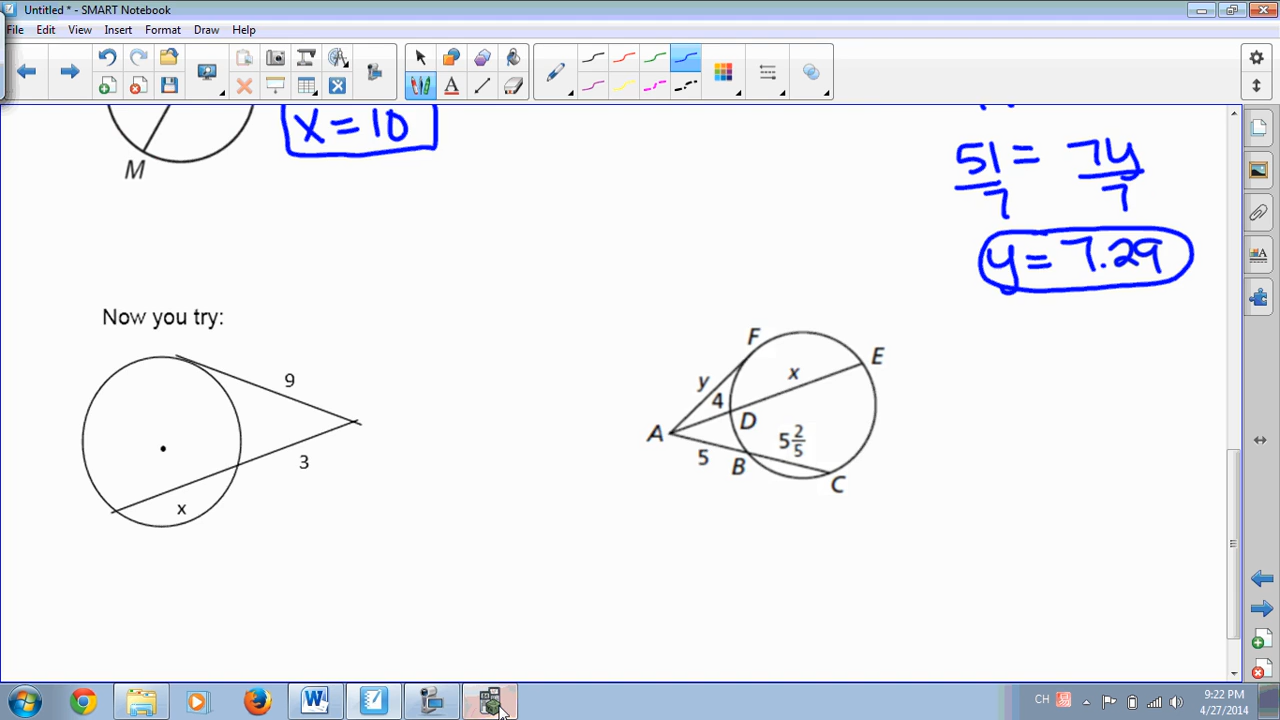 Untitled * - SMART Notebook
File Edit View Insert Format Draw Help
x = 10
M
51 = 7y
7 7
y = 7.29
Now you try:
9
3
x
F
E
y
x
4
D
A
5 2/5
5
B
C
CH
9:22 PM
4/27/2014